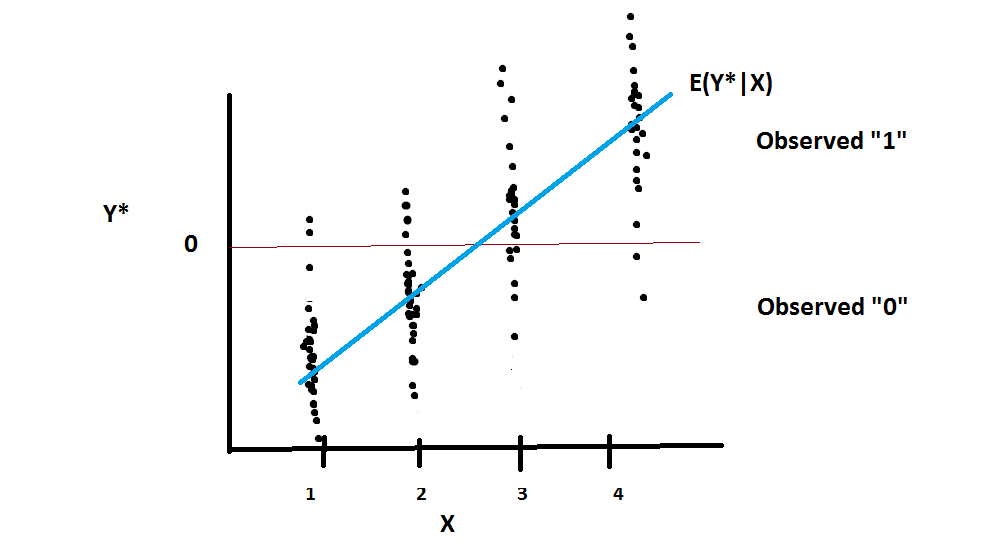 E(Y*|X)
Observed "1"
Y*
0
Observed "0"
1 2 3 4
X